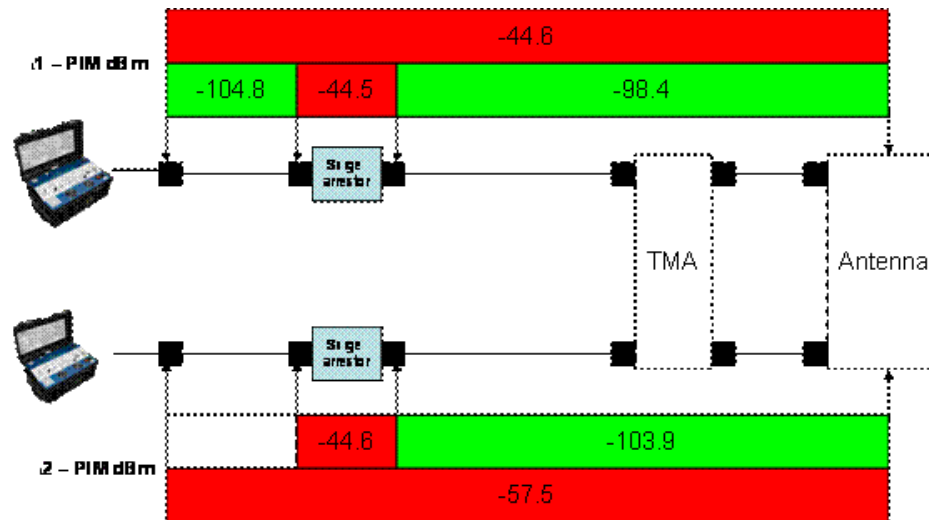 -44.6
1 – PIM dBm
-104.8 -44.5 -98.4
Surge
arrestor
TMA
Antenna
Surge
arrestor
-44.6 -103.9
2 – PIM dBm
-57.5